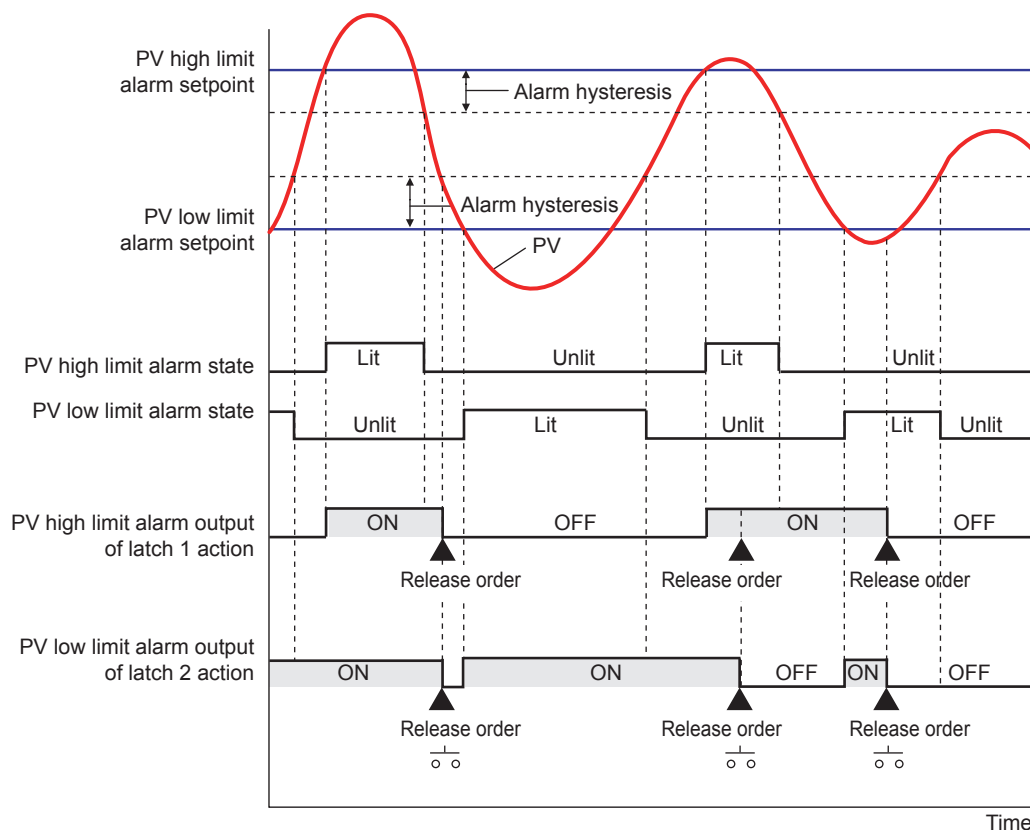 PV high limit
alarm setpoint
Alarm hysteresis
Alarm hysteresis
PV low limit
alarm setpoint
PV
PV high limit alarm state
Lit
Unlit
Lit
Unlit
PV low limit alarm state
Unlit
Lit
Unlit
Lit
Unlit
PV high limit alarm output
of latch 1 action
ON
OFF
ON
OFF
Release order
Release order
Release order
PV low limit alarm output
of latch 2 action
ON
ON
OFF
ON
OFF
Release order
Release order
Release order
Time